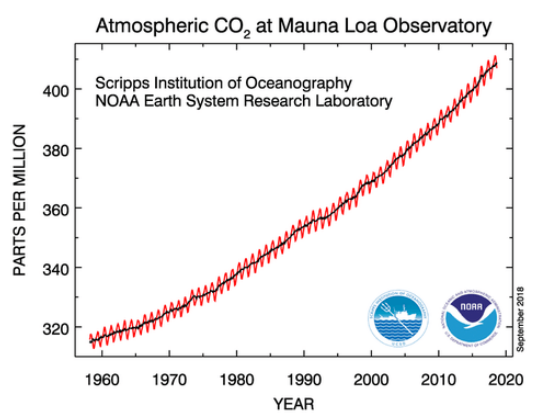 Atmospheric CO₂ at Mauna Loa Observatory
Scripps Institution of Oceanography
NOAA Earth System Research Laboratory
PARTS PER MILLION
400
380
360
340
320
1960
1970
1980
1990
2000
2010
2020
YEAR
NOAA
September 2018